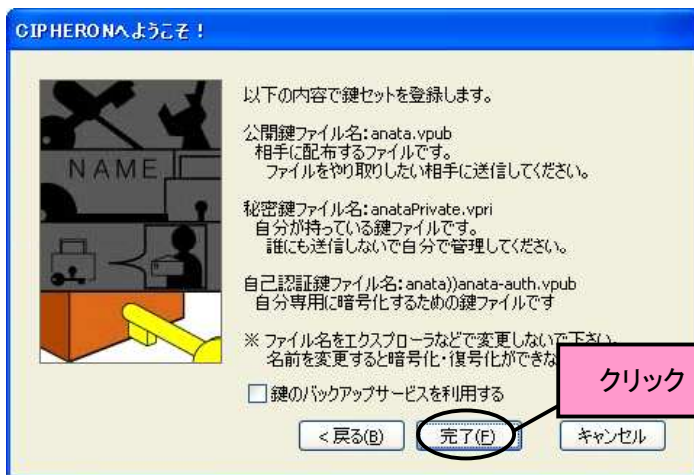 CIPHERONへようこそ！
NAME
以下の内容で鍵セットを登録します。
公開鍵ファイル名：anata.vpub
相手に配布するファイルです。
ファイルをやり取りしたい相手に送信してください。
秘密鍵ファイル名：anataPrivate.vpri
自分が持っている鍵ファイルです。
誰にも送信しないで自分で管理してください。
自己認証鍵ファイル名：anata))anata-auth.vpub
自分専用に暗号化するための鍵ファイルです
※ ファイル名をエクスプローラなどで変更しないで下さい。
名前を変更すると暗号化・復号化ができな
クリック
鍵のバックアップサービスを利用する
< 戻る(B)
完了(F)
キャンセル